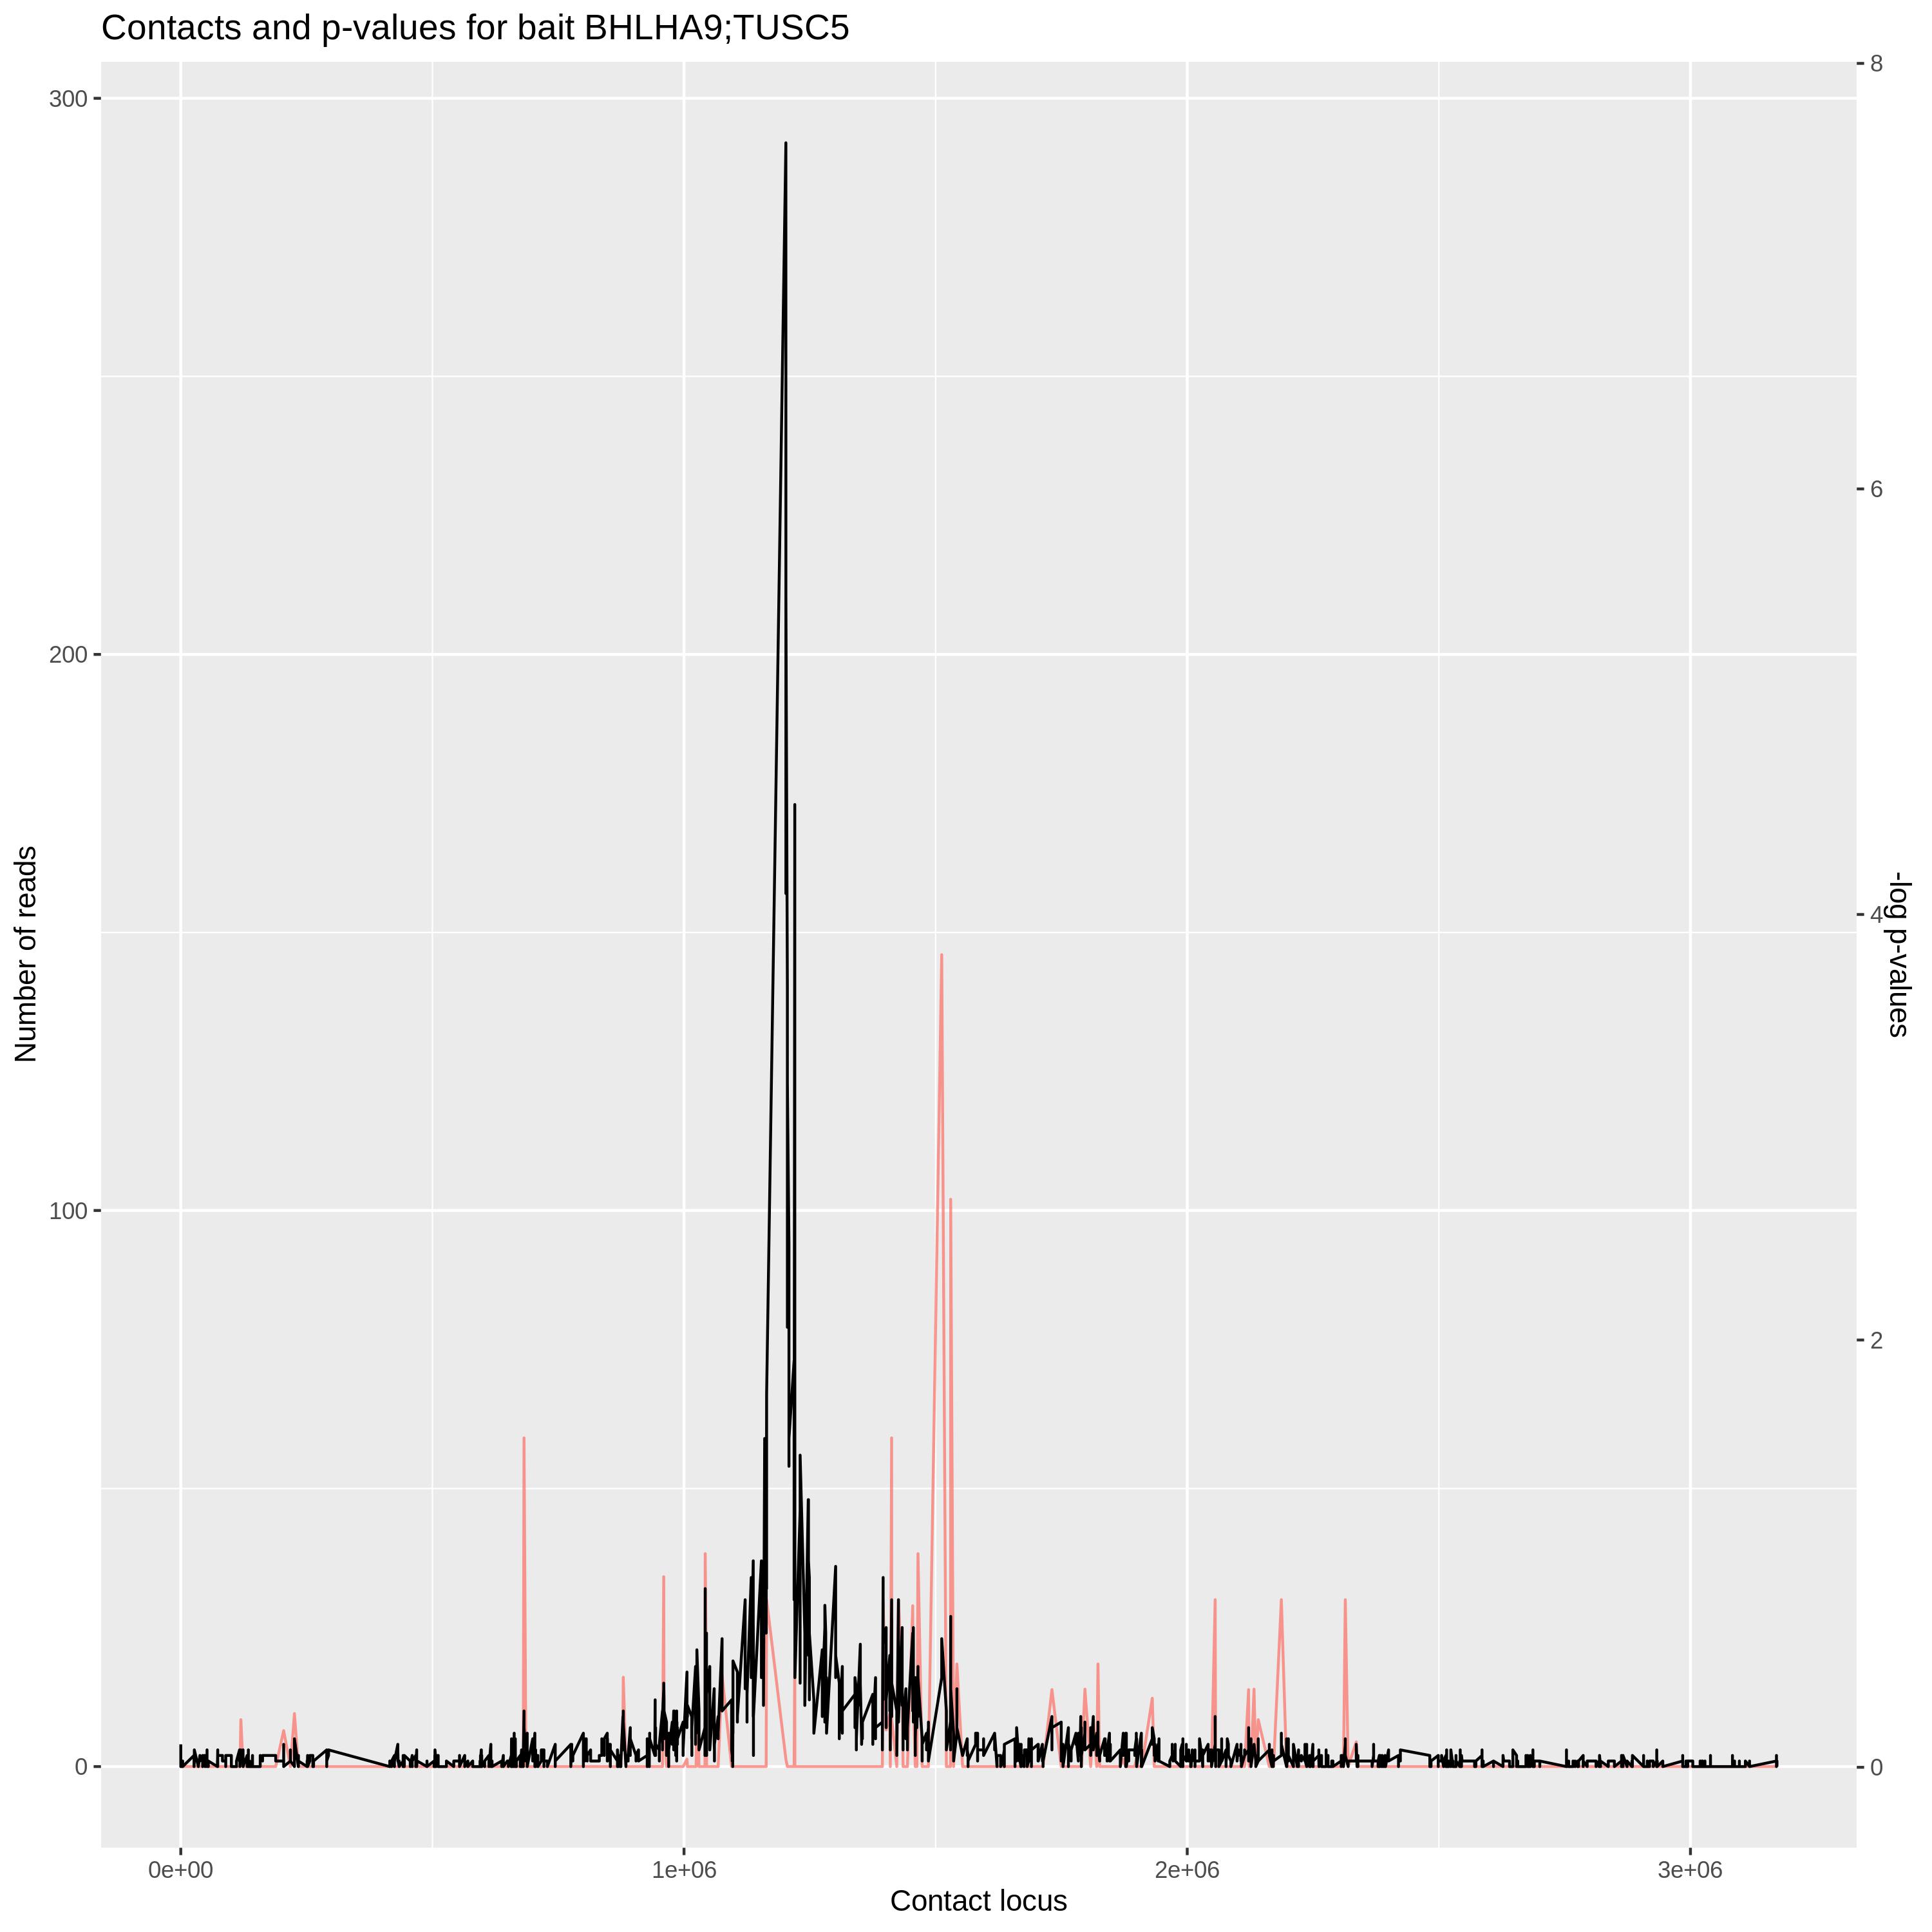 Contacts and p-values for bait BHLHA9;TUSC5
300
200
100
0
Number of reads
8
6
4
2
0
-log p-values
0e+00
1e+06
2e+06
3e+06
Contact locus